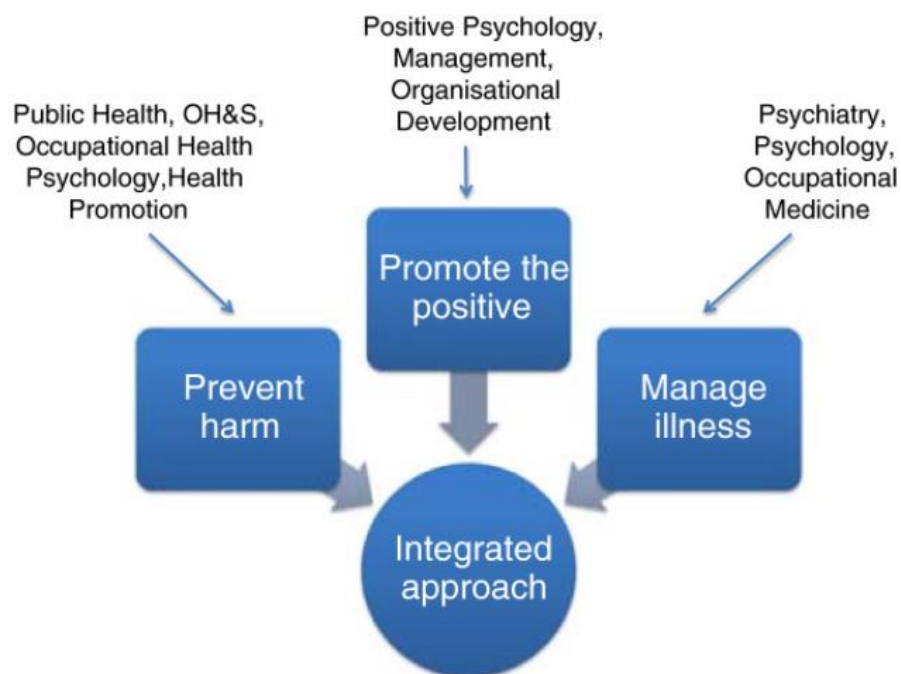 Positive Psychology,
Management,
Organisational
Development
Public Health, OH&S,
Occupational Health
Psychology,Health
Promotion
Psychiatry,
Psychology,
Occupational
Medicine
Promote the
positive
Prevent
harm
Manage
illness
Integrated
approach